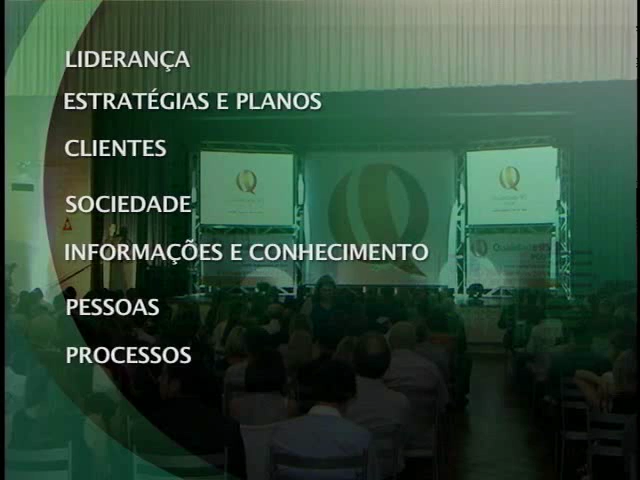 LIDERANÇA
ESTRATÉGIAS E PLANOS
CLIENTES
SOCIEDADE
INFORMAÇÕES E CONHECIMENTO
PESSOAS
PROCESSOS